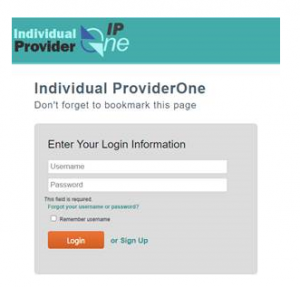 Individual IP
Provider One
Individual ProviderOne
Don't forget to bookmark this page
Enter Your Login Information
Username
Password
This field is required.
Forgot your username or password?
Remember username
Login or Sign Up